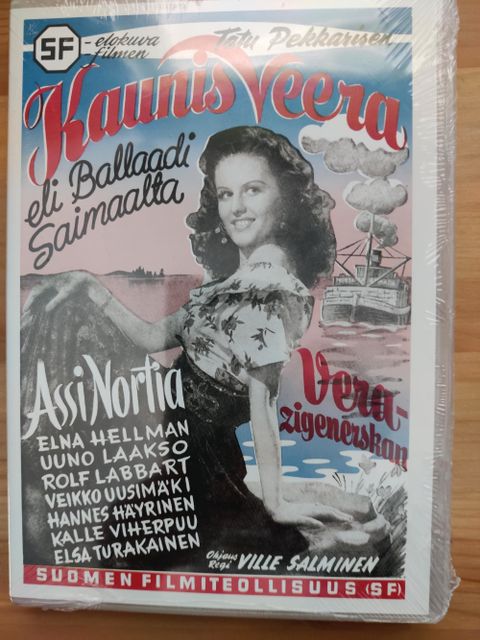 SF -elokuva Tatu Pekkarisen
filmen
Kaunis Veera
eli Ballaadi
Saimaalta
Assi Nortia
Vera-
zigenerskan
ELNA HELLMAN
UUNO LAAKSO
ROLF LABBART
VEIKKO UUSIMÄKI
HANNES HÄYRINEN
KALLE VIHERPUU
ELSA TURAKAINEN
Ohjaus
Regi VILLE SALMINEN
SUOMEN FILMITEOLLISUUS (SF)